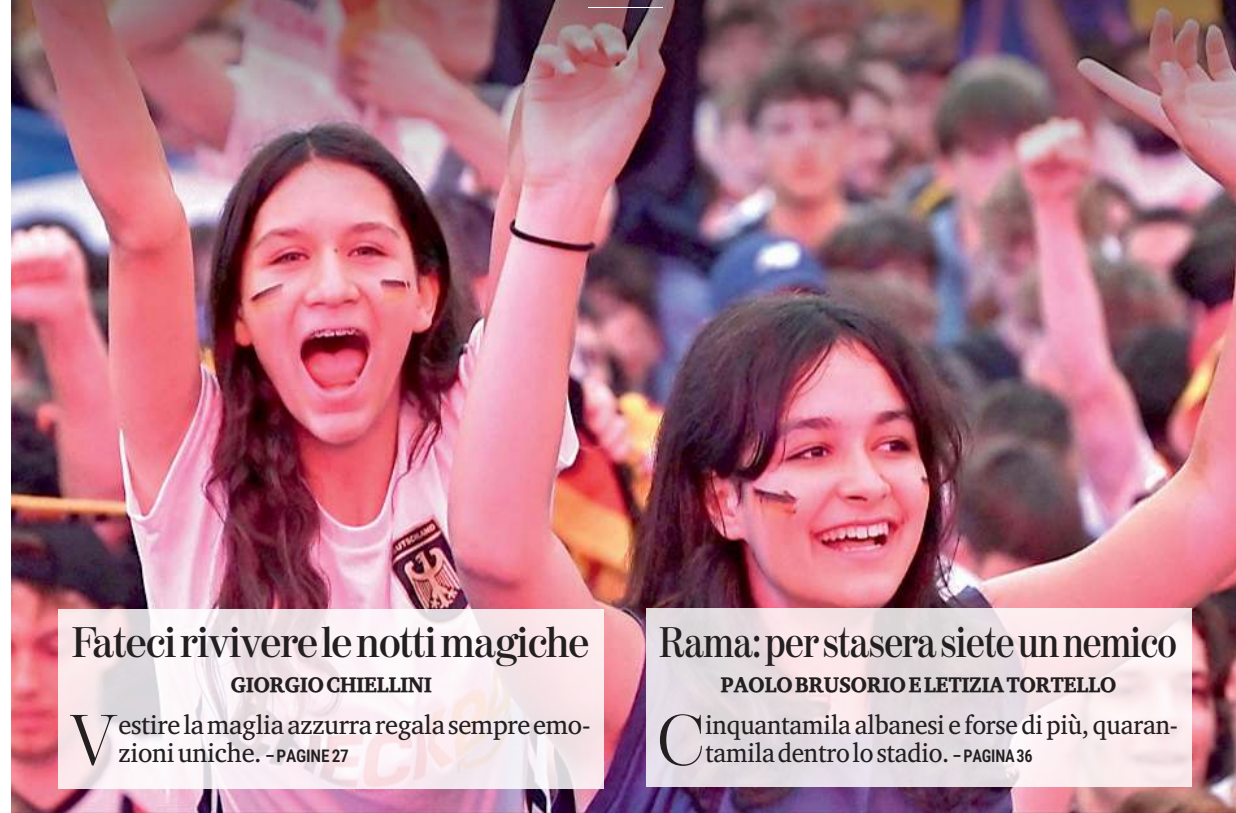 DEUTSCHLAND
Fateci rivivere le notti magiche
GIORGIO CHIELLINI
Vestire la maglia azzurra regala sempre emo-
zioni uniche. – PAGINE 27
Rama: per stasera siete un nemico
PAOLO BRUSORIO E LETIZIA TORTELLO
Cinquantamila albanesi e forse di più, quaran-
tamila dentro lo stadio. – PAGINA 36